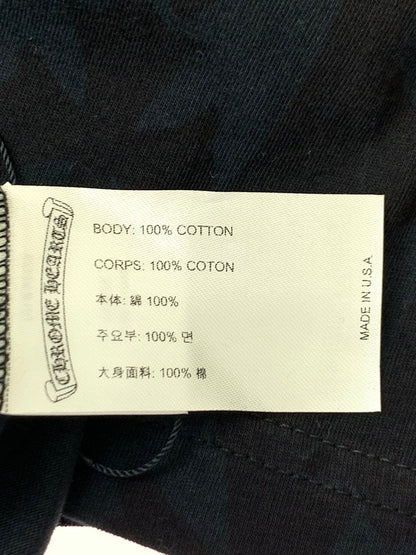 CHROME HEARTS
BODY: 100% COTTON
CORPS: 100% COTON
本体: 綿 100%
주요부: 100% 면
大身面料: 100% 棉
MADE IN U.S.A.